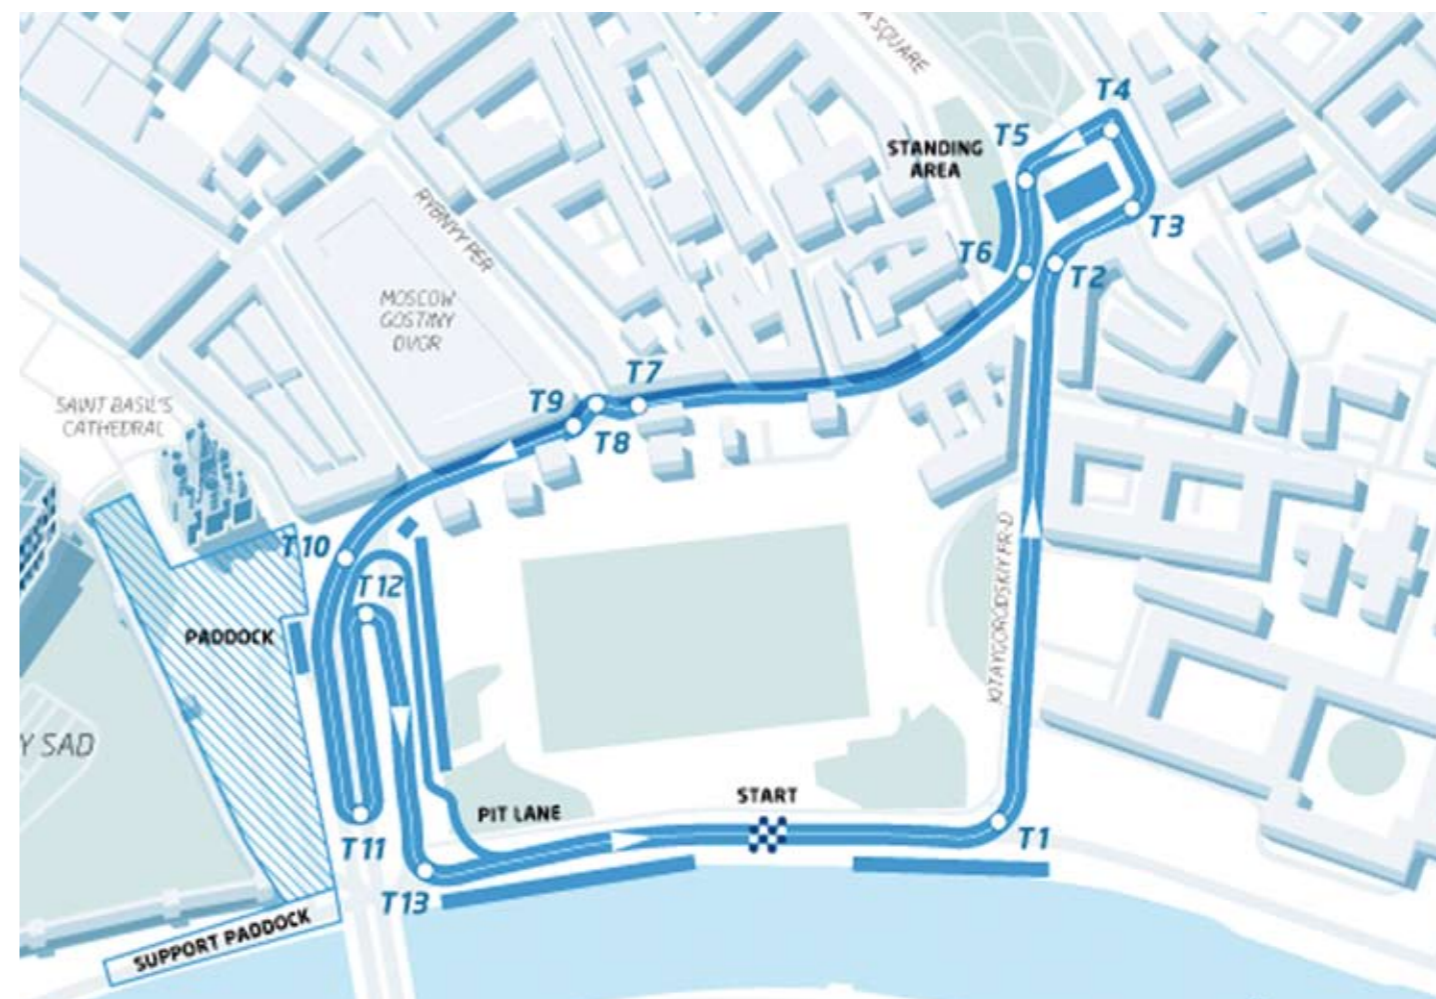 A SQUARE
T4
T5
STANDING
AREA
T3
T6
T2
RYBNYY PER
MOSCOW
GOSTINY
DVOR
T7
SAINT BASIL'S
CATHEDRAL
T9
T8
T10
T12
KITAYGORODSKIY PR-D
PADDOCK
Y SAD
START
PIT LANE
T11
T1
T13
SUPPORT PADDOCK